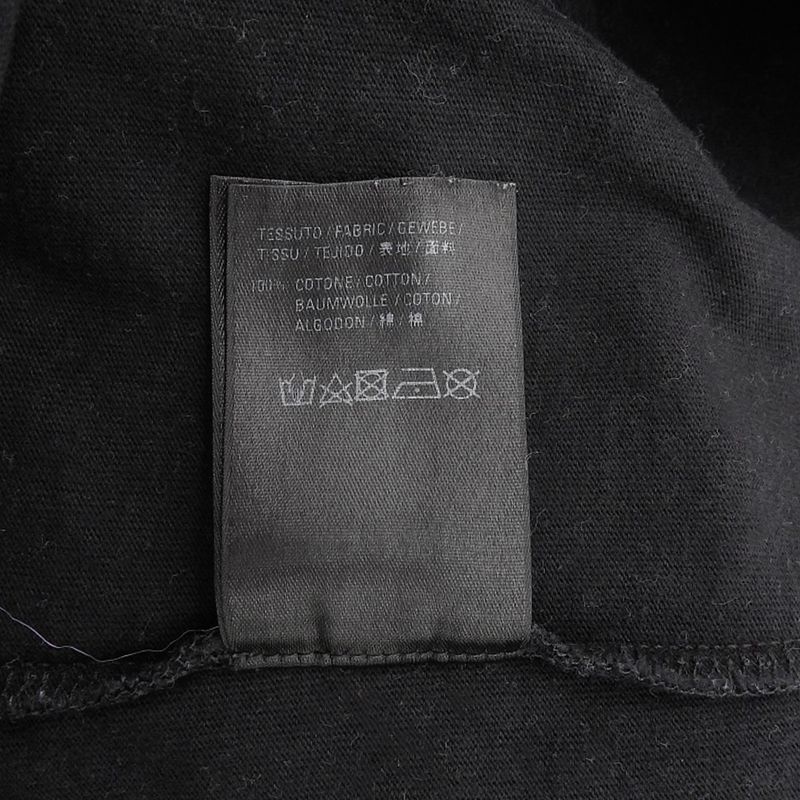 TESSUTO / FABRIC / GEWEBE /
TISSU / TEJIDO / 表地 / 面料
100% COTONE / COTTON /
BAUMWOLLE / COTON /
ALGODON / 綿 / 棉